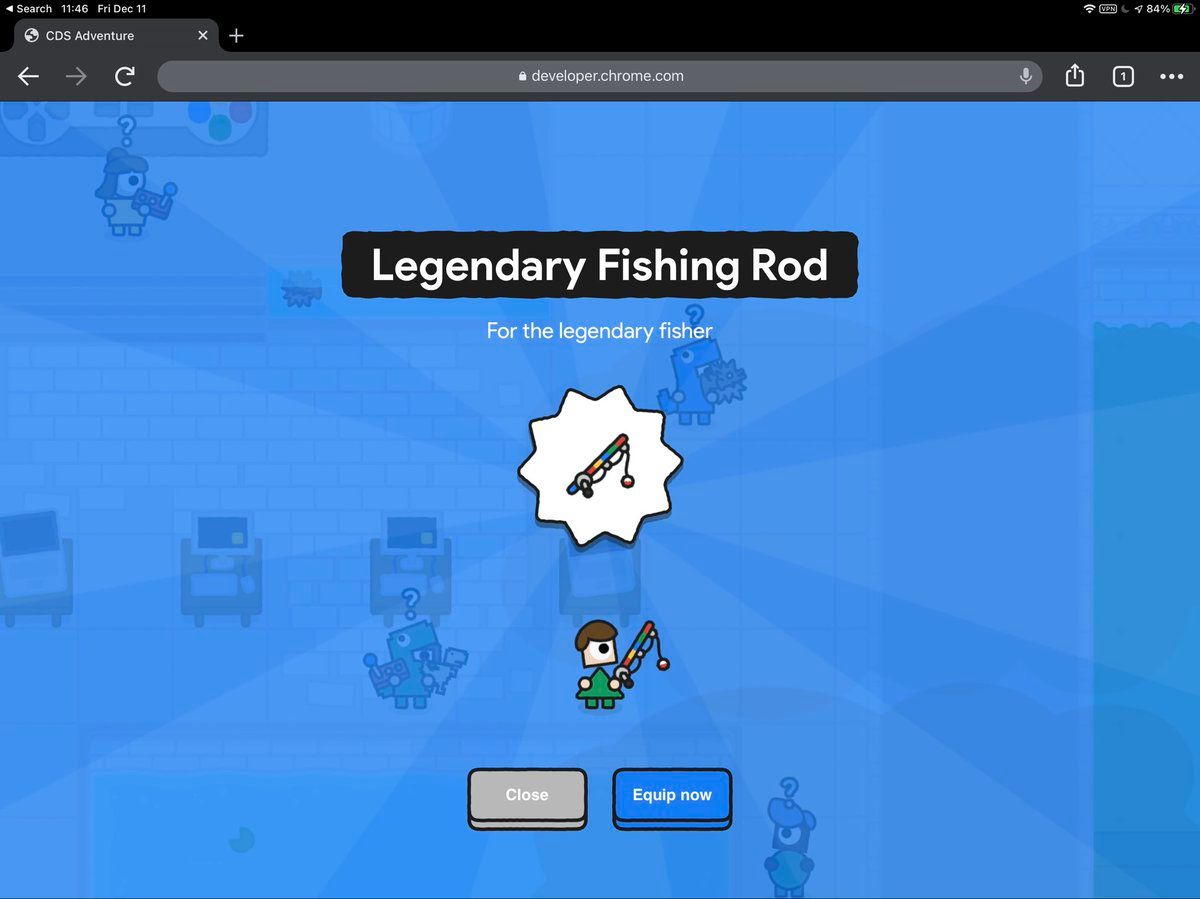 Search 11:46 Fri Dec 11
VPN 84%
CDS Adventure
developer.chrome.com
1
?
Legendary Fishing Rod
?
For the legendary fisher
?
Close
Equip now
?